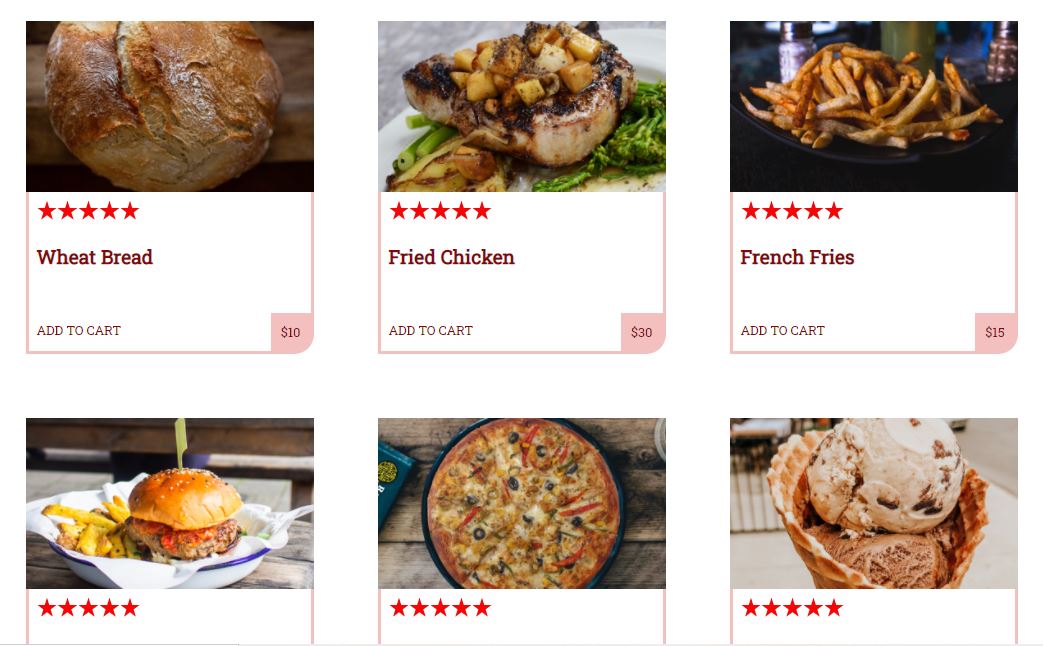 Wheat Bread
Fried Chicken
French Fries
ADD TO CART
$10
ADD TO CART
$30
ADD TO CART
$15